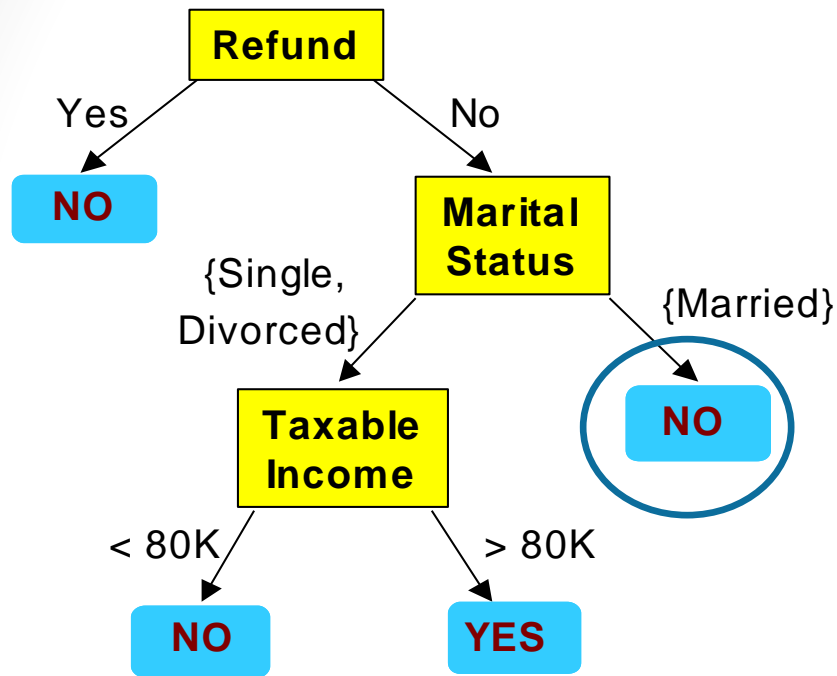 Refund
Yes
No
NO
Marital
Status
{Single,
Divorced}
{Married}
Taxable
Income
NO
< 80K
> 80K
NO
YES